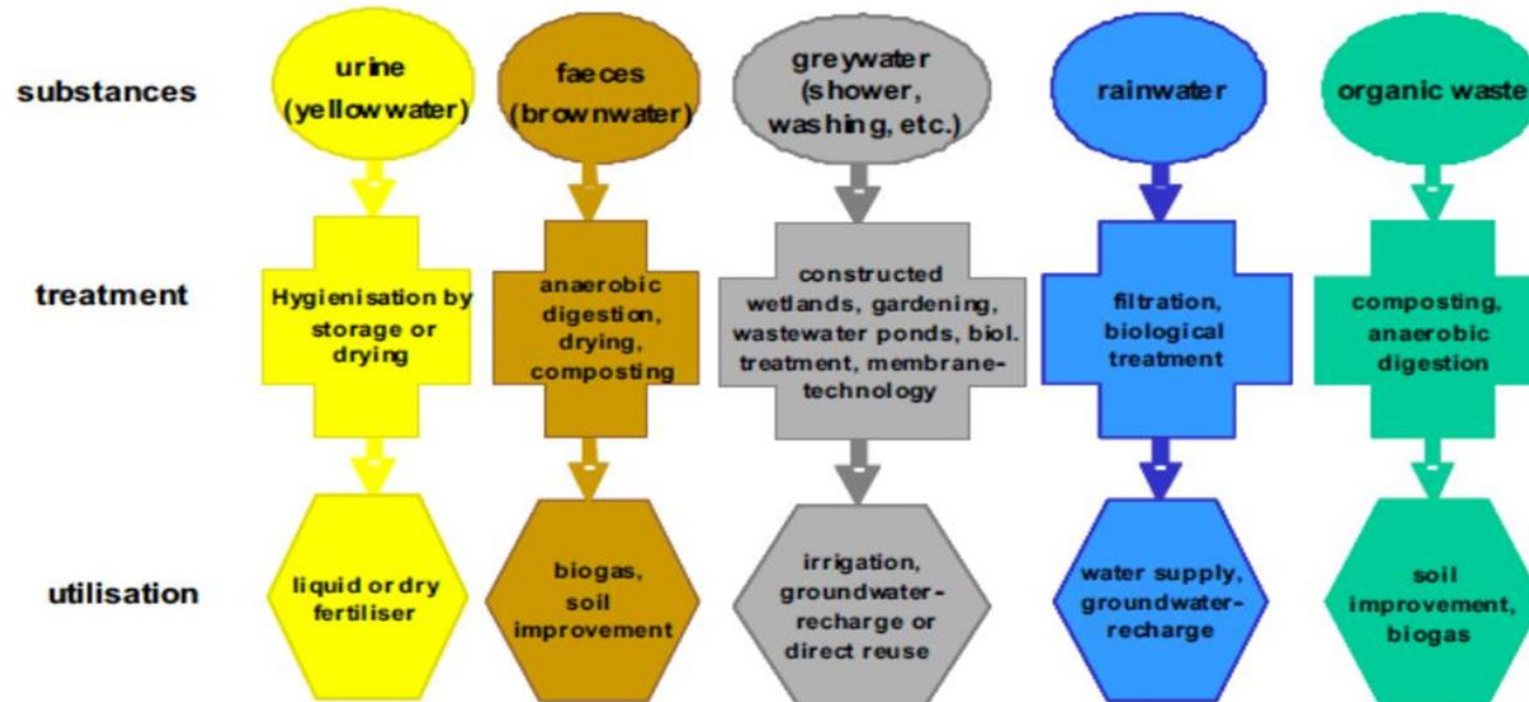 substances
urine
(yellowwater)
faeces
(brownwater)
greywater
(shower,
washing, etc.)
rainwater
organic waste
treatment
Hygienisation by
storage or
drying
anaerobic
digestion,
drying,
composting
constructed
wetlands, gardening,
wastewater ponds, biol.
treatment, membrane-
technology
filtration,
biological
treatment
composting,
anaerobic
digestion
utilisation
liquid or dry
fertiliser
biogas,
soil
improvement
irrigation,
groundwater-
recharge or
direct reuse
water supply,
groundwater-
recharge
soil
improvement,
biogas